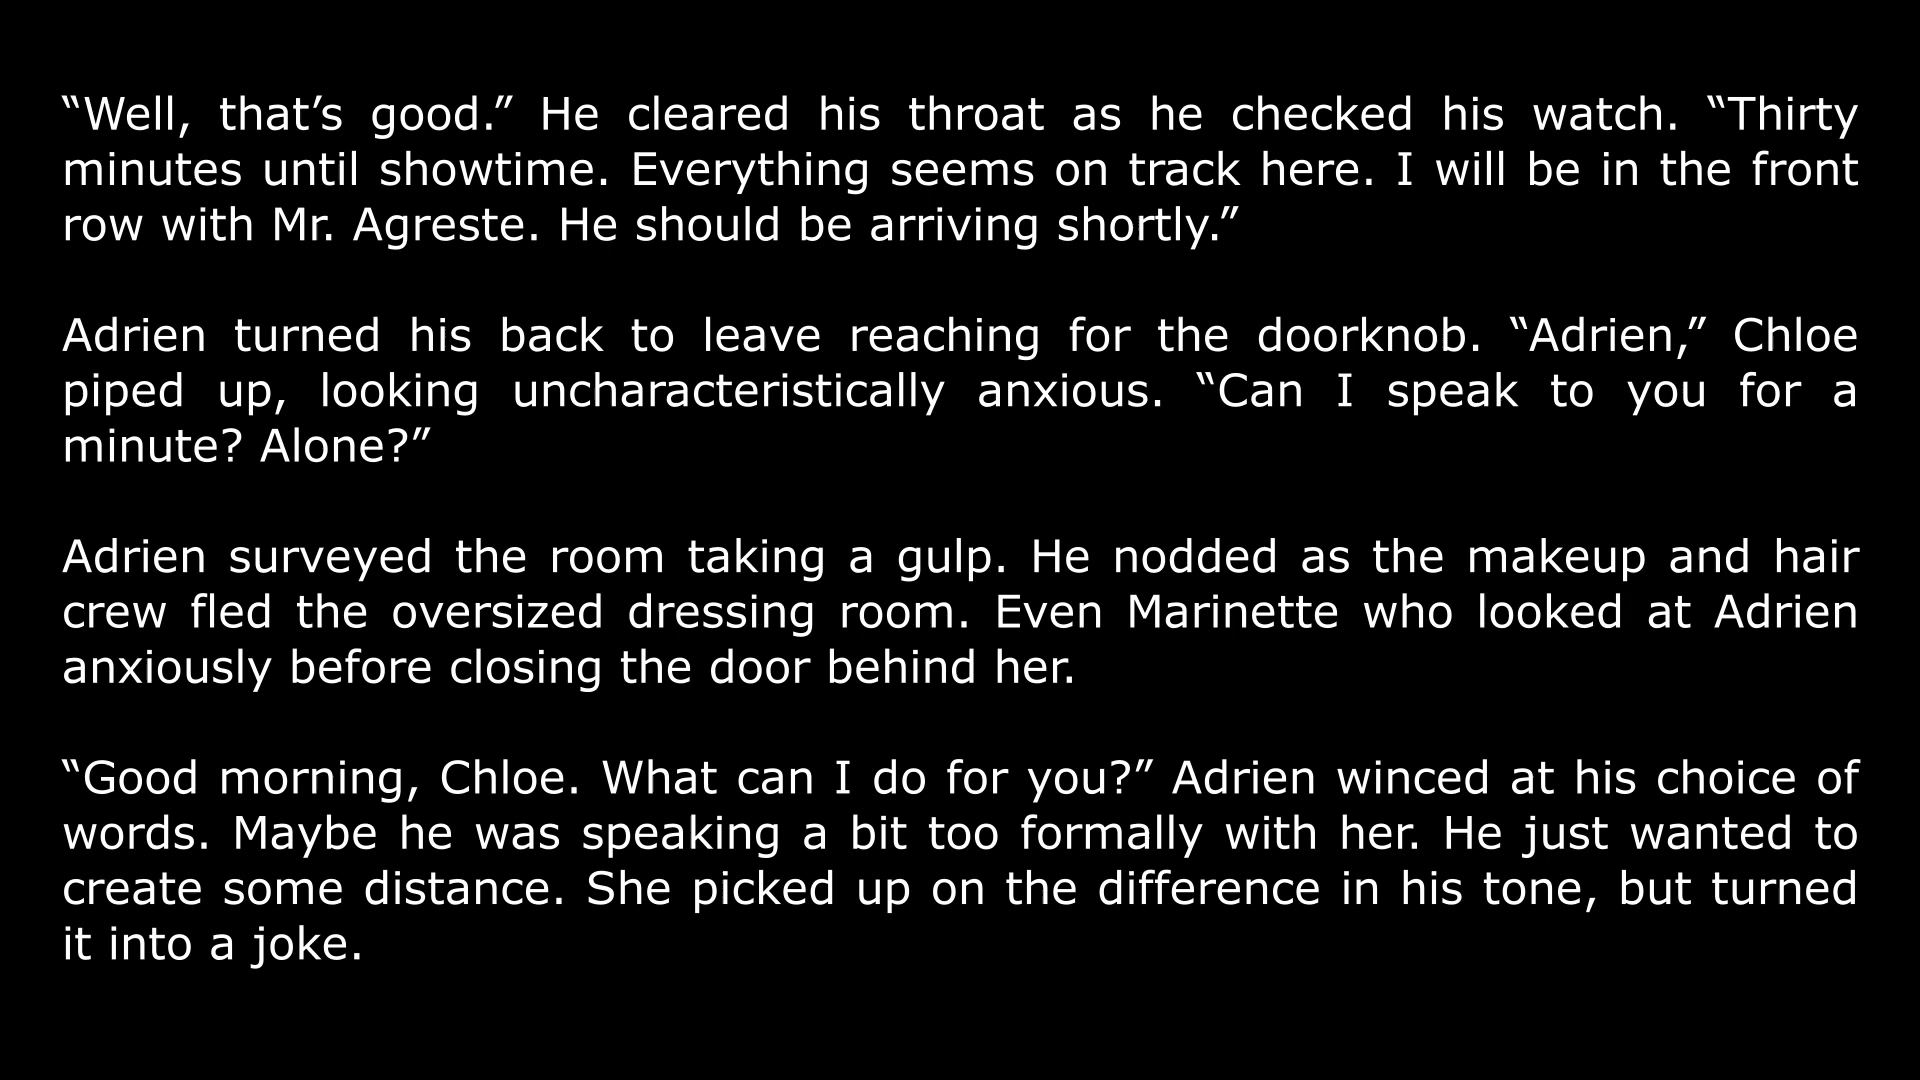 “Well, that’s good.” He cleared his throat as he checked his watch. “Thirty
minutes until showtime. Everything seems on track here. I will be in the front
row with Mr. Agreste. He should be arriving shortly.”
Adrien turned his back to leave reaching for the doorknob. “Adrien,” Chloe
piped up, looking uncharacteristically anxious. “Can I speak to you for a
minute? Alone?”
Adrien surveyed the room taking a gulp. He nodded as the makeup and hair
crew fled the oversized dressing room. Even Marinette who looked at Adrien
anxiously before closing the door behind her.
“Good morning, Chloe. What can I do for you?” Adrien winced at his choice of
words. Maybe he was speaking a bit too formally with her. He just wanted to
create some distance. She picked up on the difference in his tone, but turned
it into a joke.